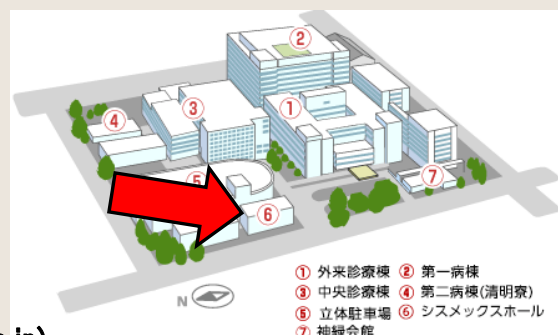 ②
③
①
④
⑤
⑦
⑥
N
① 外来診療棟 ② 第一病棟
③ 中央診療棟 ④ 第二病棟(清明寮)
⑤ 立体駐車場 ⑥ シスメックスホール
⑦ 神緑会館